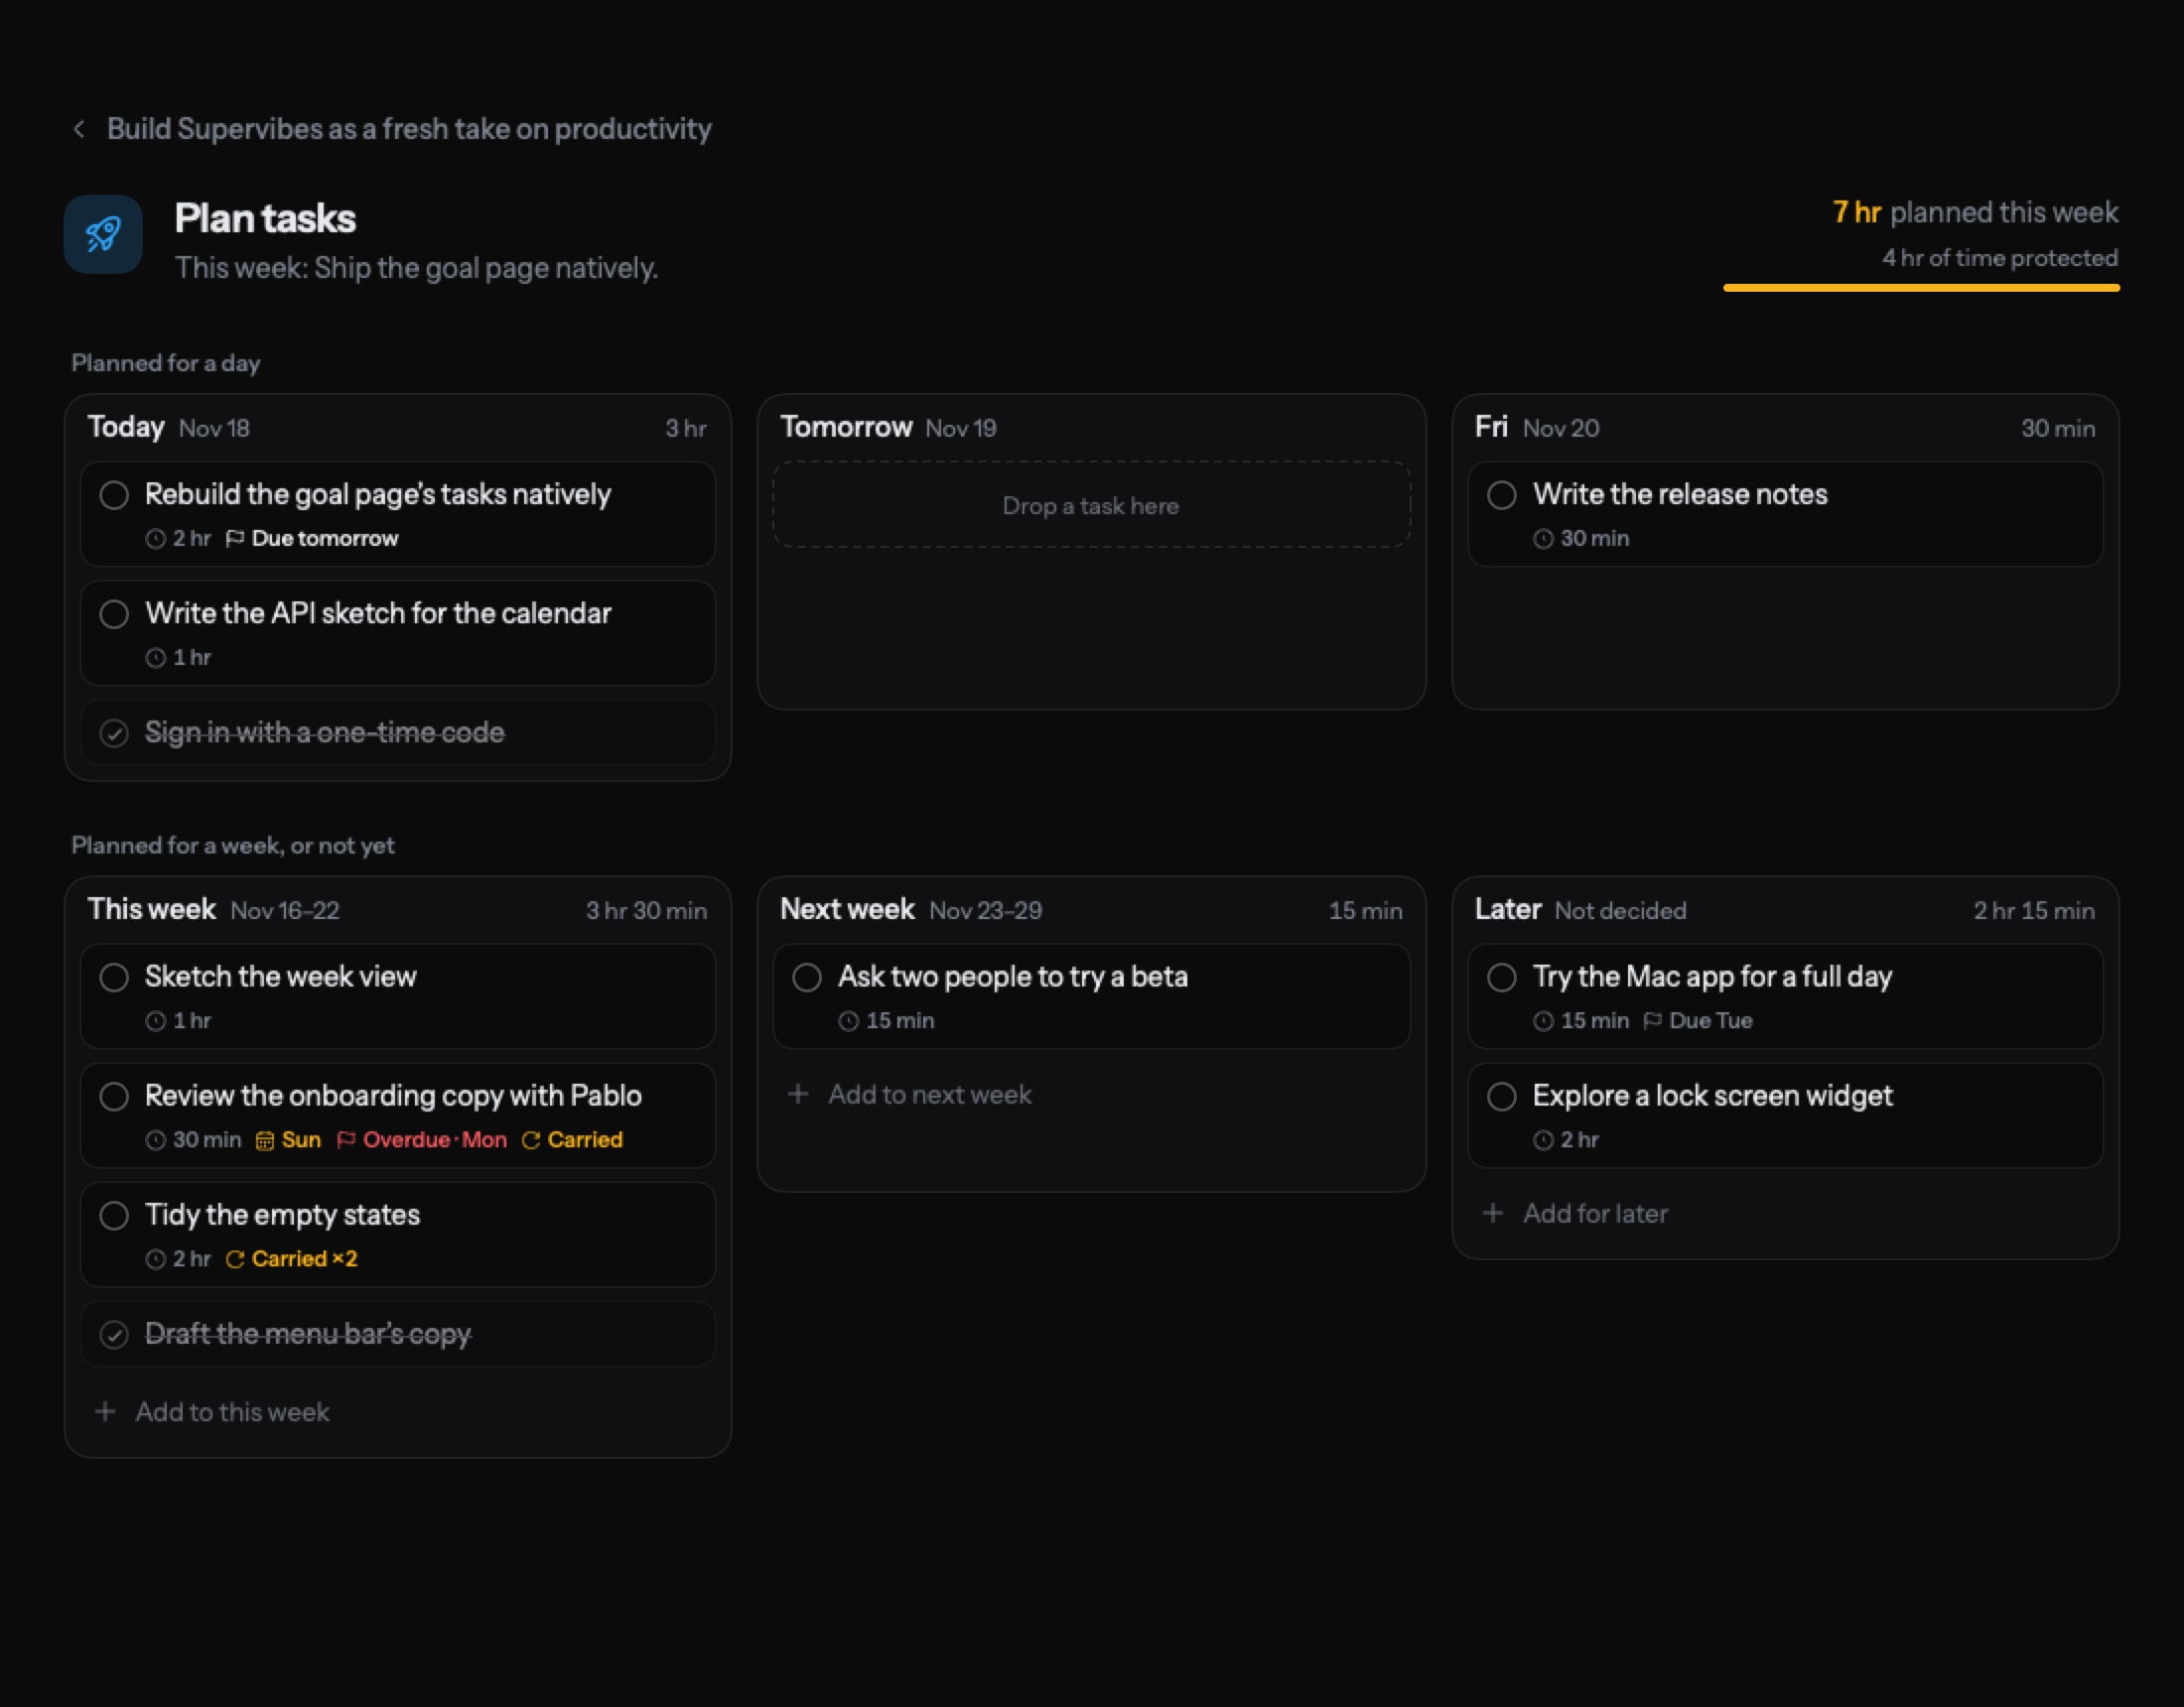 Build Supervibes as a fresh take on productivity
Plan tasks
This week: Ship the goal page natively.
7 hr planned this week
4 hr of time protected
Planned for a day
Today Nov 18 3 hr
Rebuild the goal page’s tasks natively
2 hr Due tomorrow
Write the API sketch for the calendar
1 hr
Sign in with a one-time code
Tomorrow Nov 19
Drop a task here
Fri Nov 20 30 min
Write the release notes
30 min
Planned for a week, or not yet
This week Nov 16–22 3 hr 30 min
Sketch the week view
1 hr
Review the onboarding copy with Pablo
30 min Sun Overdue · Mon Carried
Tidy the empty states
2 hr Carried ×2
Draft the menu bar’s copy
Add to this week
Next week Nov 23–29 15 min
Ask two people to try a beta
15 min
Add to next week
Later Not decided 2 hr 15 min
Try the Mac app for a full day
15 min Due Tue
Explore a lock screen widget
2 hr
Add for later